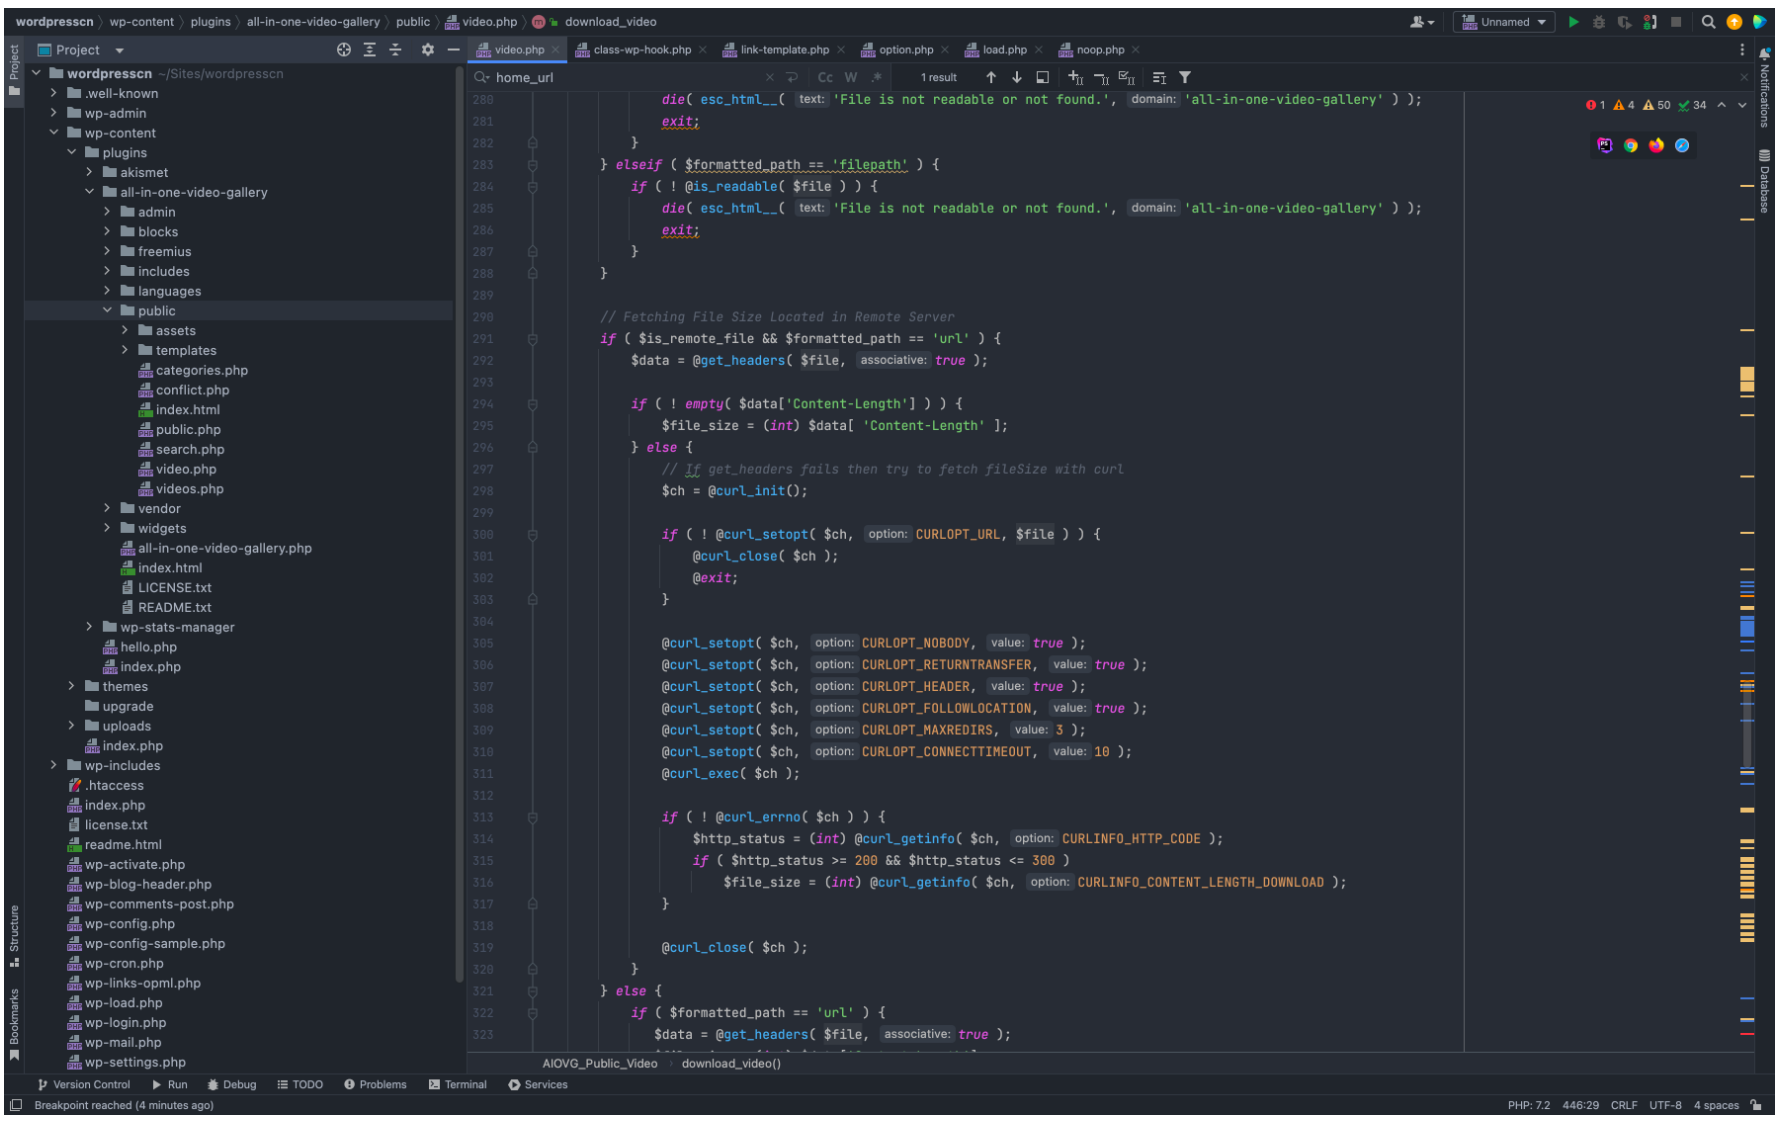 wordpresscn › wp-content › plugins › all-in-one-video-gallery › public › video.php › m download_video
Unnamed
Project
video.php
class-wp-hook.php
link-template.php
option.php
load.php
noop.php
Project
Notifications
Database
Structure
Bookmarks
home_url
Cc W .*
1 result
1 4 50 34
wordpresscn ~/Sites/wordpresscn
.well-known
wp-admin
wp-content
plugins
akismet
all-in-one-video-gallery
admin
blocks
freemius
includes
languages
public
assets
templates
categories.php
conflict.php
index.html
public.php
search.php
video.php
videos.php
vendor
widgets
all-in-one-video-gallery.php
index.html
LICENSE.txt
README.txt
wp-stats-manager
hello.php
index.php
themes
upgrade
uploads
index.php
wp-includes
.htaccess
index.php
license.txt
readme.html
wp-activate.php
wp-blog-header.php
wp-comments-post.php
wp-config.php
wp-config-sample.php
wp-cron.php
wp-links-opml.php
wp-load.php
wp-login.php
wp-mail.php
wp-settings.php
280 die( esc_html__( text: 'File is not readable or not found.', domain: 'all-in-one-video-gallery' ) );
281 exit;
282 }
283 } elseif ( $formatted_path == 'filepath' ) {
284 if ( ! @is_readable( $file ) ) {
285 die( esc_html__( text: 'File is not readable or not found.', domain: 'all-in-one-video-gallery' ) );
286 exit;
287 }
288 }
289
290 // Fetching File Size Located in Remote Server
291 if ( $is_remote_file && $formatted_path == 'url' ) {
292 $data = @get_headers( $file, associative: true );
293
294 if ( ! empty( $data['Content-Length'] ) ) {
295 $file_size = (int) $data[ 'Content-Length' ];
296 } else {
297 // If get_headers fails then try to fetch fileSize with curl
298 $ch = @curl_init();
299
300 if ( ! @curl_setopt( $ch, option: CURLOPT_URL, $file ) ) {
301 @curl_close( $ch );
302 @exit;
303 }
304
305 @curl_setopt( $ch, option: CURLOPT_NOBODY, value: true );
306 @curl_setopt( $ch, option: CURLOPT_RETURNTRANSFER, value: true );
307 @curl_setopt( $ch, option: CURLOPT_HEADER, value: true );
308 @curl_setopt( $ch, option: CURLOPT_FOLLOWLOCATION, value: true );
309 @curl_setopt( $ch, option: CURLOPT_MAXREDIRS, value: 3 );
310 @curl_setopt( $ch, option: CURLOPT_CONNECTTIMEOUT, value: 10 );
311 @curl_exec( $ch );
312
313 if ( ! @curl_errno( $ch ) ) {
314 $http_status = (int) @curl_getinfo( $ch, option: CURLINFO_HTTP_CODE );
315 if ( $http_status >= 200 && $http_status <= 300 )
316 $file_size = (int) @curl_getinfo( $ch, option: CURLINFO_CONTENT_LENGTH_DOWNLOAD );
317 }
318
319 @curl_close( $ch );
320 }
321 } else {
322 if ( $formatted_path == 'url' ) {
323 $data = @get_headers( $file, associative: true );
AIOVG_Public_Video › download_video()
Version Control
Run
Debug
TODO
Problems
Terminal
Services
Breakpoint reached (4 minutes ago)
PHP: 7.2 446:29 CRLF UTF-8 4 spaces